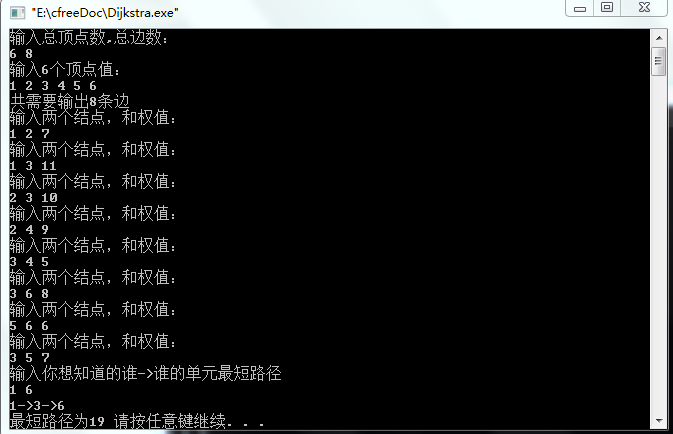 "E:\cfreeDoc\Dijkstra.exe"
输入总顶点数,总边数：
6 8
输入6个顶点值：
1 2 3 4 5 6
共需要输出8条边
输入两个结点，和权值：
1 2 7
输入两个结点，和权值：
1 3 11
输入两个结点，和权值：
2 3 10
输入两个结点，和权值：
2 4 9
输入两个结点，和权值：
3 4 5
输入两个结点，和权值：
3 6 8
输入两个结点，和权值：
5 6 6
输入两个结点，和权值：
3 5 7
输入你想知道的谁->谁的单元最短路径
1 6
1->3->6
最短路径为19 请按任意键继续. . .